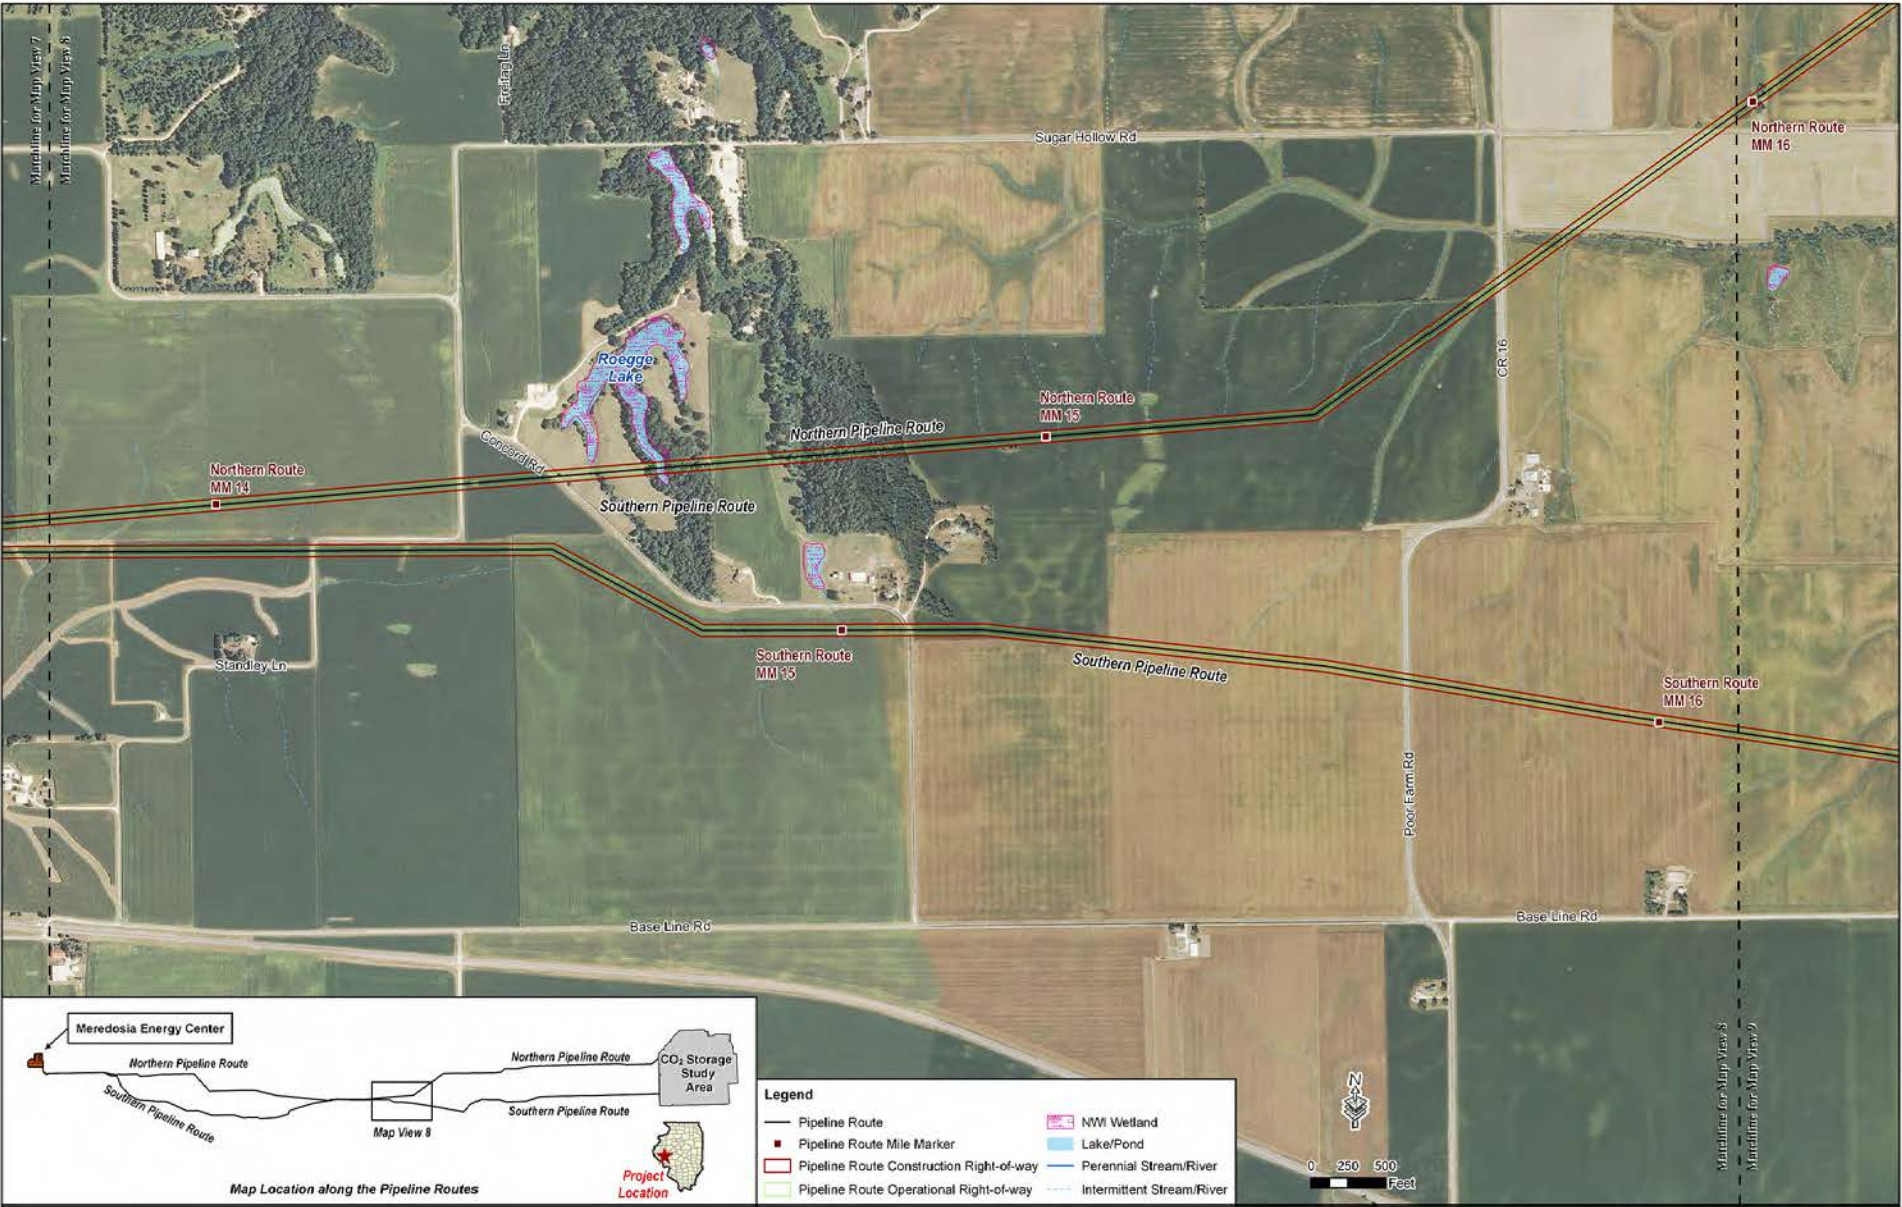 Matchline for Map View 7
Matchline for Map View 8
Freitag Ln
Sugar Hollow Rd
Northern Route
MM 16
Roegge
Lake
CR 16
Northern Route
MM 15
Northern Pipeline Route
Concord Rd
Northern Route
MM 14
Southern Pipeline Route
Southern Route
MM 15
Southern Pipeline Route
Standley Ln
Southern Route
MM 16
Poor Farm Rd
Base Line Rd
Base Line Rd
Matchline for Map View 8
Matchline for Map View 9
Meredosia Energy Center
Northern Pipeline Route
Southern Pipeline Route
Northern Pipeline Route
CO₂ Storage
Study
Area
Southern Pipeline Route
Map View 8
Project
Location
Map Location along the Pipeline Routes
Legend
Pipeline Route
Pipeline Route Mile Marker
Pipeline Route Construction Right-of-way
Pipeline Route Operational Right-of-way
NWI Wetland
Lake/Pond
Perennial Stream/River
Intermittent Stream/River
N
0 250 500
Feet